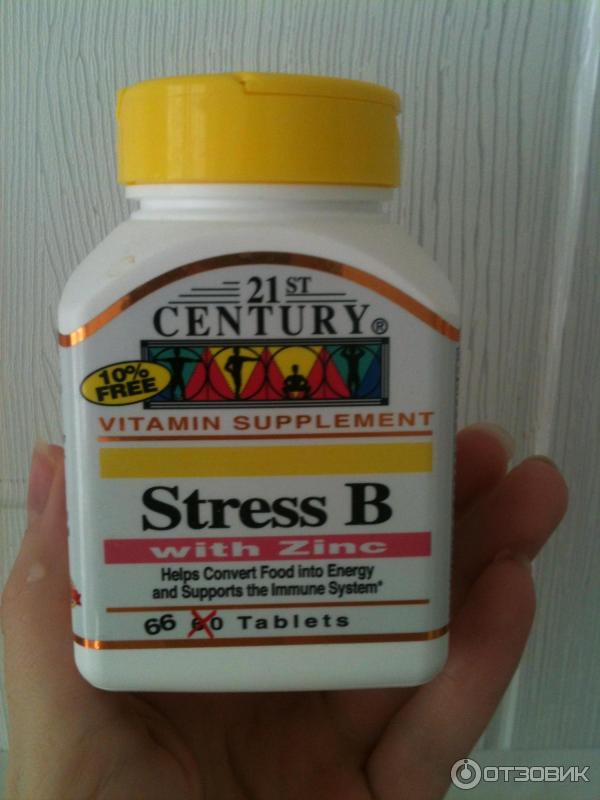 21ST
CENTURY®
10%
FREE
VITAMIN SUPPLEMENT
Stress B
with Zinc
Helps Convert Food into Energy
and Supports the Immune System*
66 60 Tablets
ОТЗОВИК